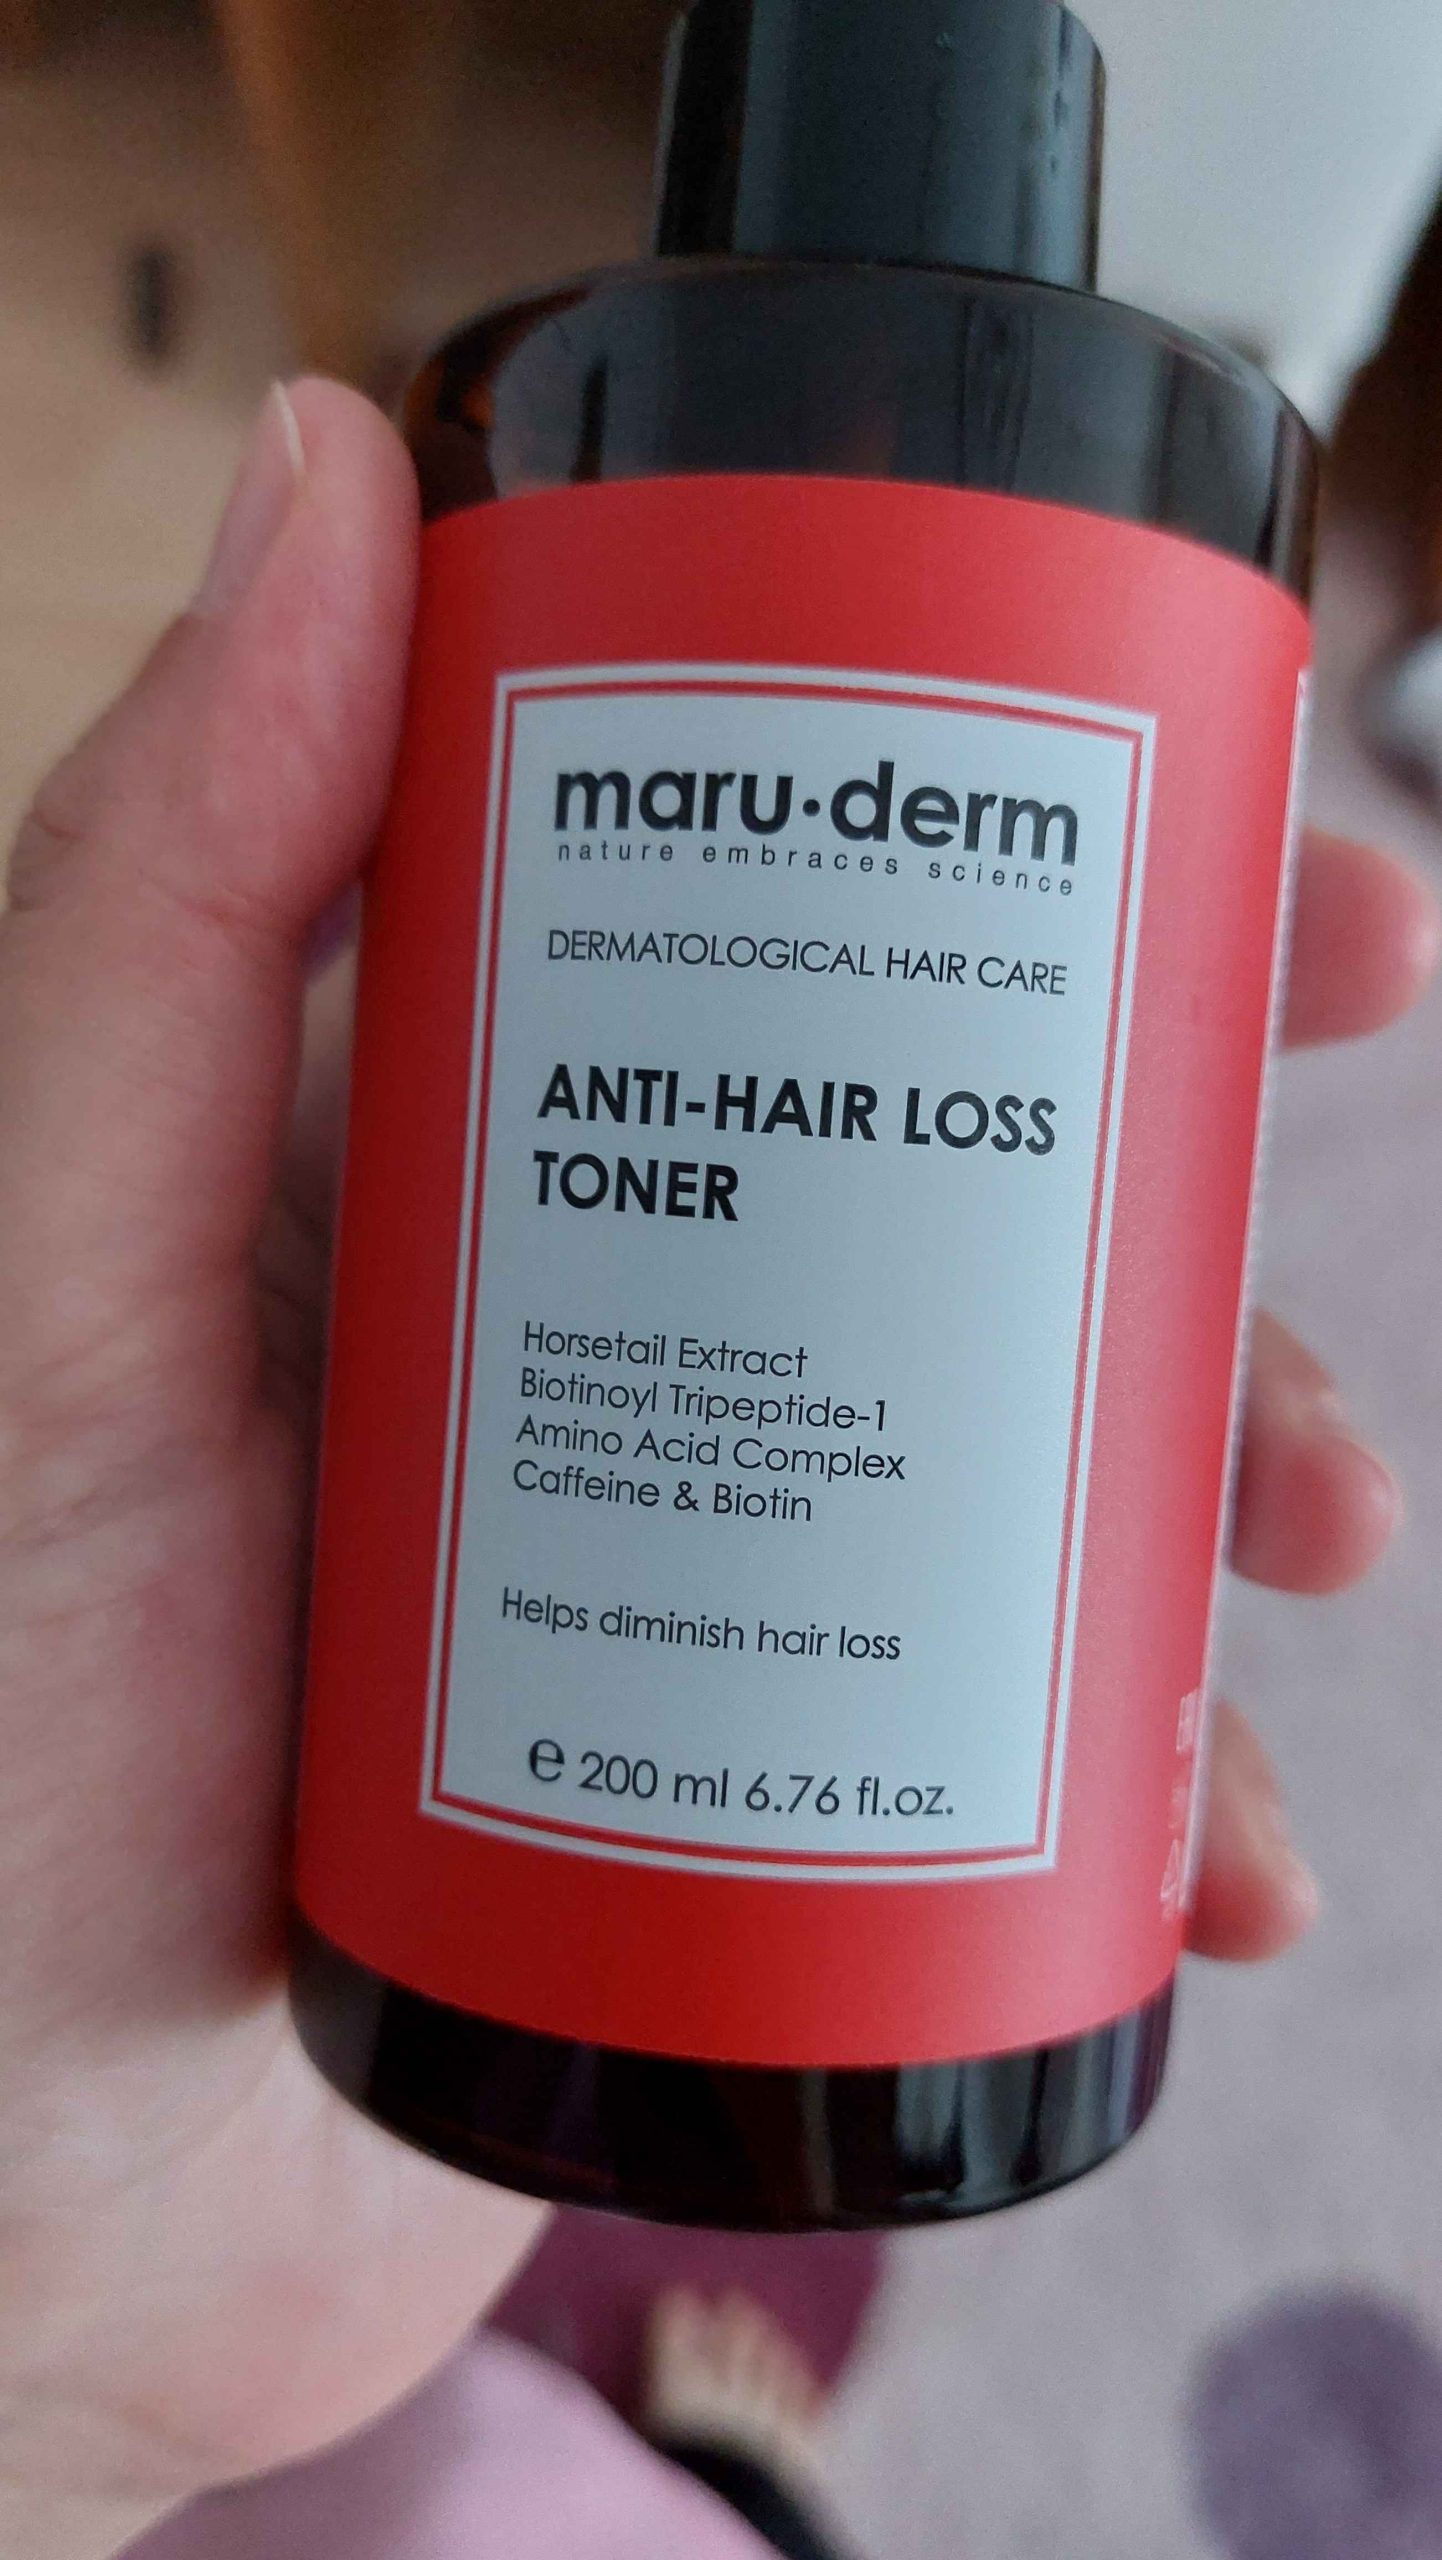 maru·derm
nature embraces science
DERMATOLOGICAL HAIR CARE
ANTI-HAIR LOSS
TONER
Horsetail Extract
Biotinoyl Tripeptide-1
Amino Acid Complex
Caffeine & Biotin
Helps diminish hair loss
℮ 200 ml 6.76 fl.oz.